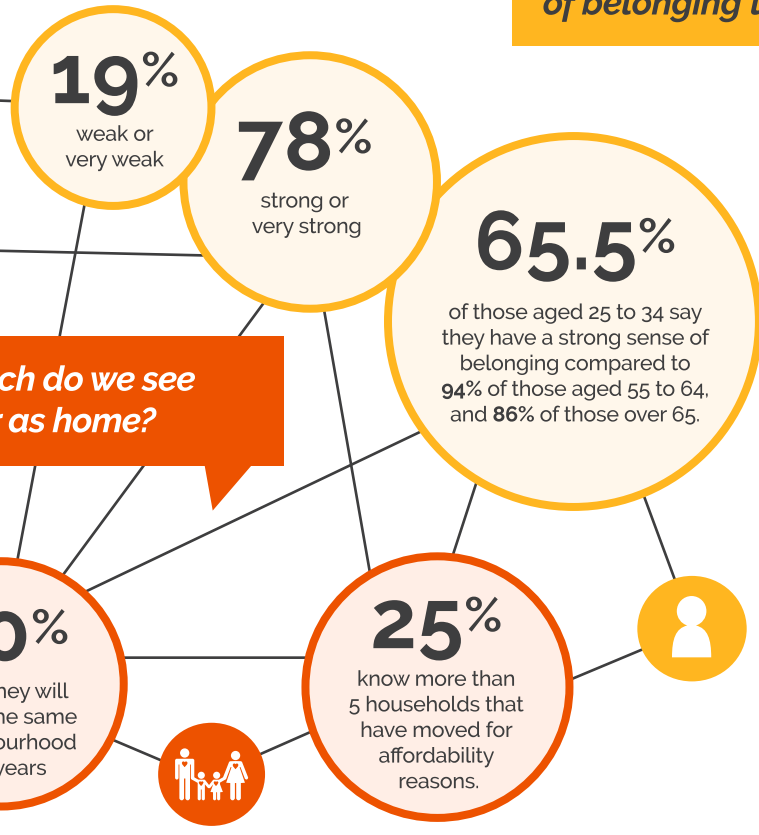 of belonging
19%
weak or
very weak
78%
strong or
very strong
65.5%
of those aged 25 to 34 say
they have a strong sense of
belonging compared to
94% of those aged 55 to 64,
and 86% of those over 65.
do we see
as home?
0%
will
same
years
25%
know more than
5 households that
have moved for
affordability
reasons.